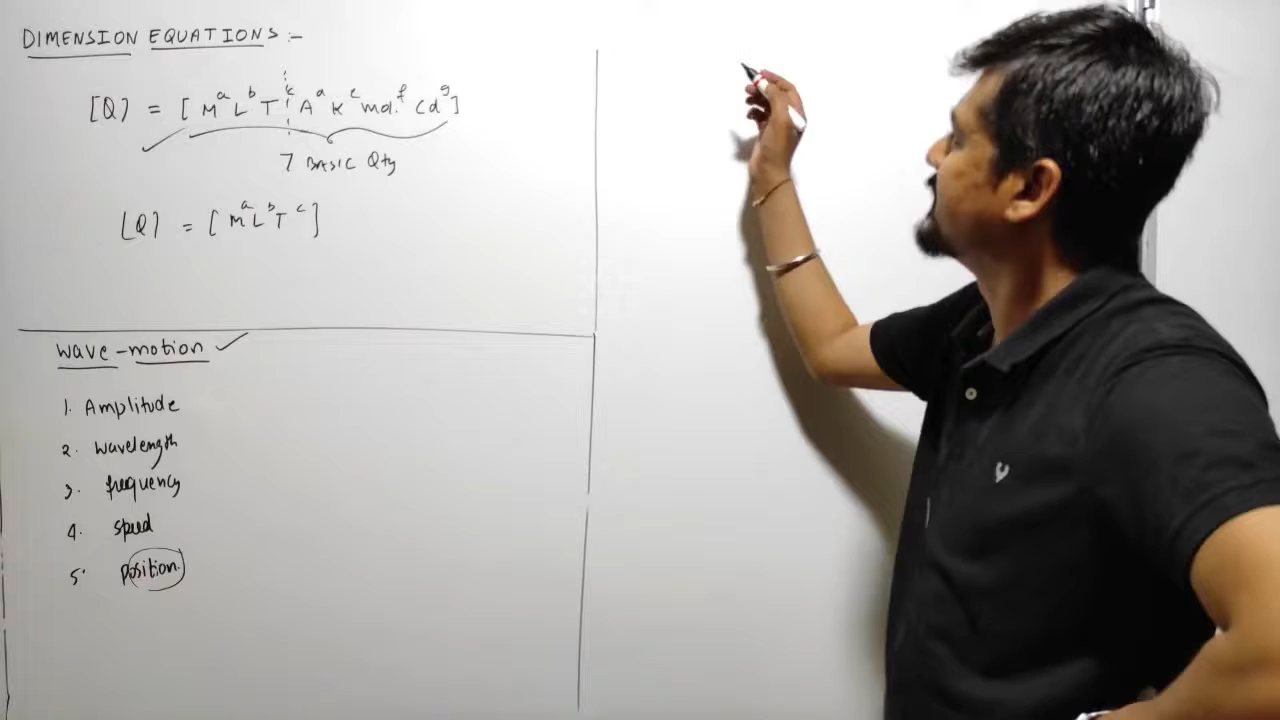 DIMENSION EQUATIONS :-
[Q] = [ M^a L^b T^c A^a K^e mol.^f Cd^g ]
7 BASIC Qty
[Q] = [ M^a L^b T^c ]
Wave - motion ✓
1. Amplitude
2. wavelength
3. frequency
4. speed
5. Position.